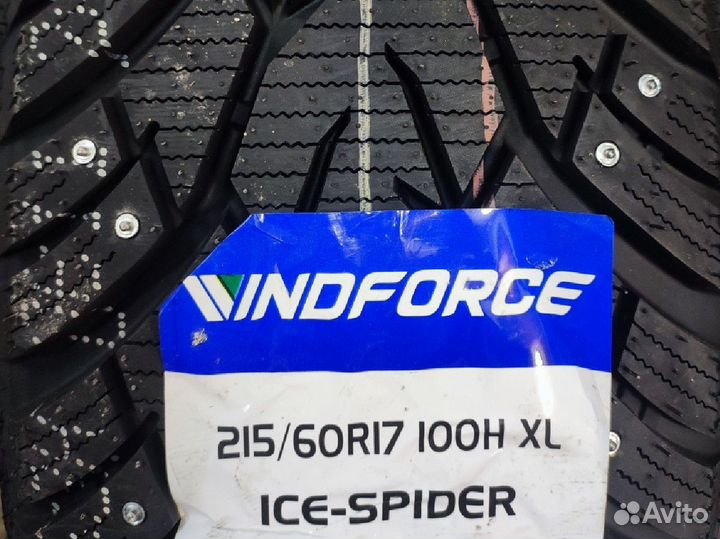 WINDFORCE
215/60R17 100H XL
ICE-SPIDER
Avito